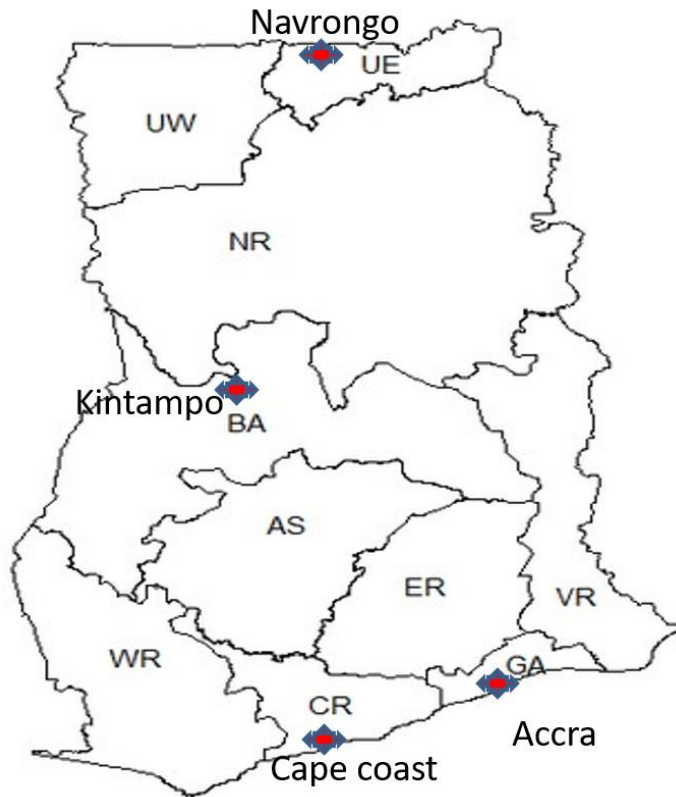 Navrongo
UE
UW
NR
Kintampo
BA
AS
ER
VR
WR
GA
CR
Accra
Cape coast